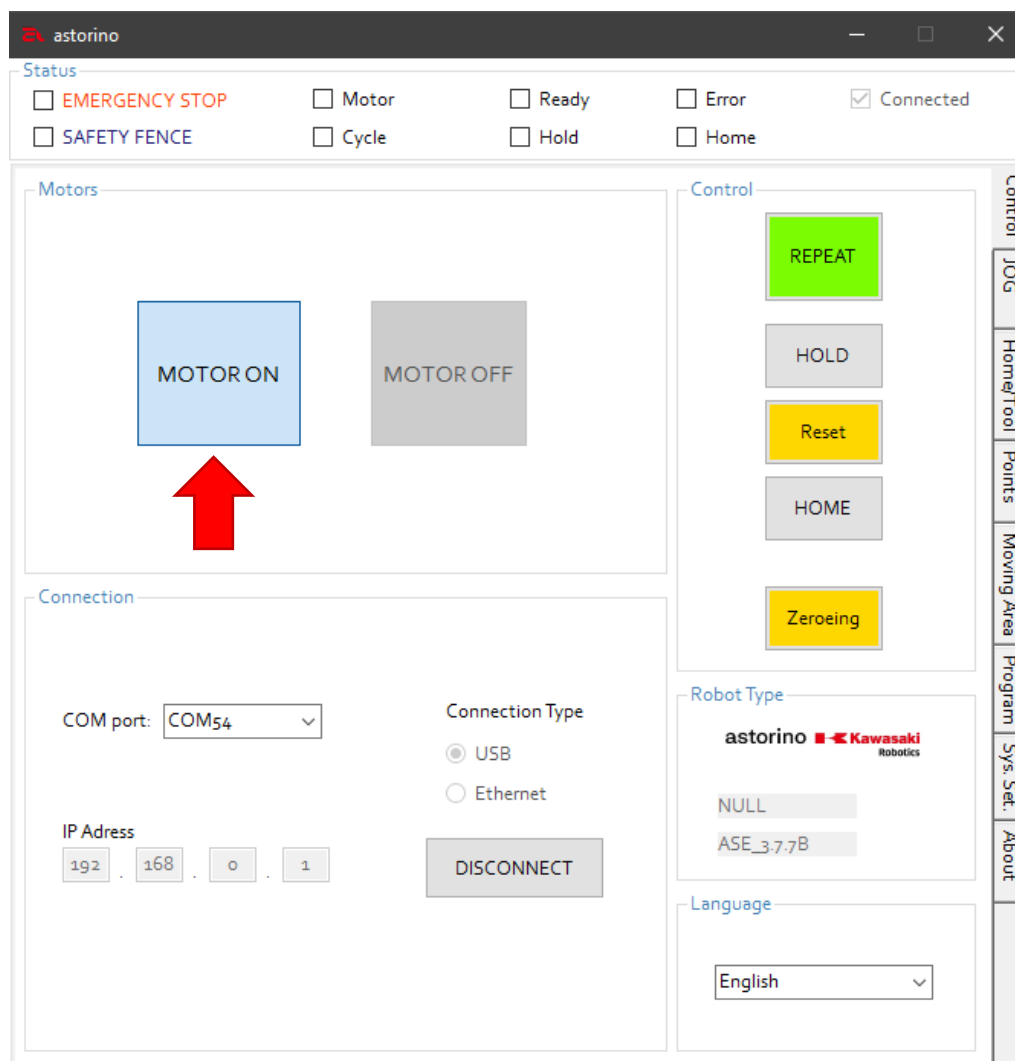 astorino
Status
EMERGENCY STOP
Motor
Ready
Error
Connected
SAFETY FENCE
Cycle
Hold
Home
Motors
MOTOR ON
MOTOR OFF
Control
REPEAT
HOLD
Reset
HOME
Zeroeing
Connection
COM port:
COM54
Connection Type
USB
Ethernet
IP Adress
192 . 168 . 0 . 1
DISCONNECT
Robot Type
astorino Kawasaki
Robotics
NULL
ASE_3.7.7B
Language
English
Control
JOG
Home/Tool
Points
Moving Area
Program
Sys. Set.
About